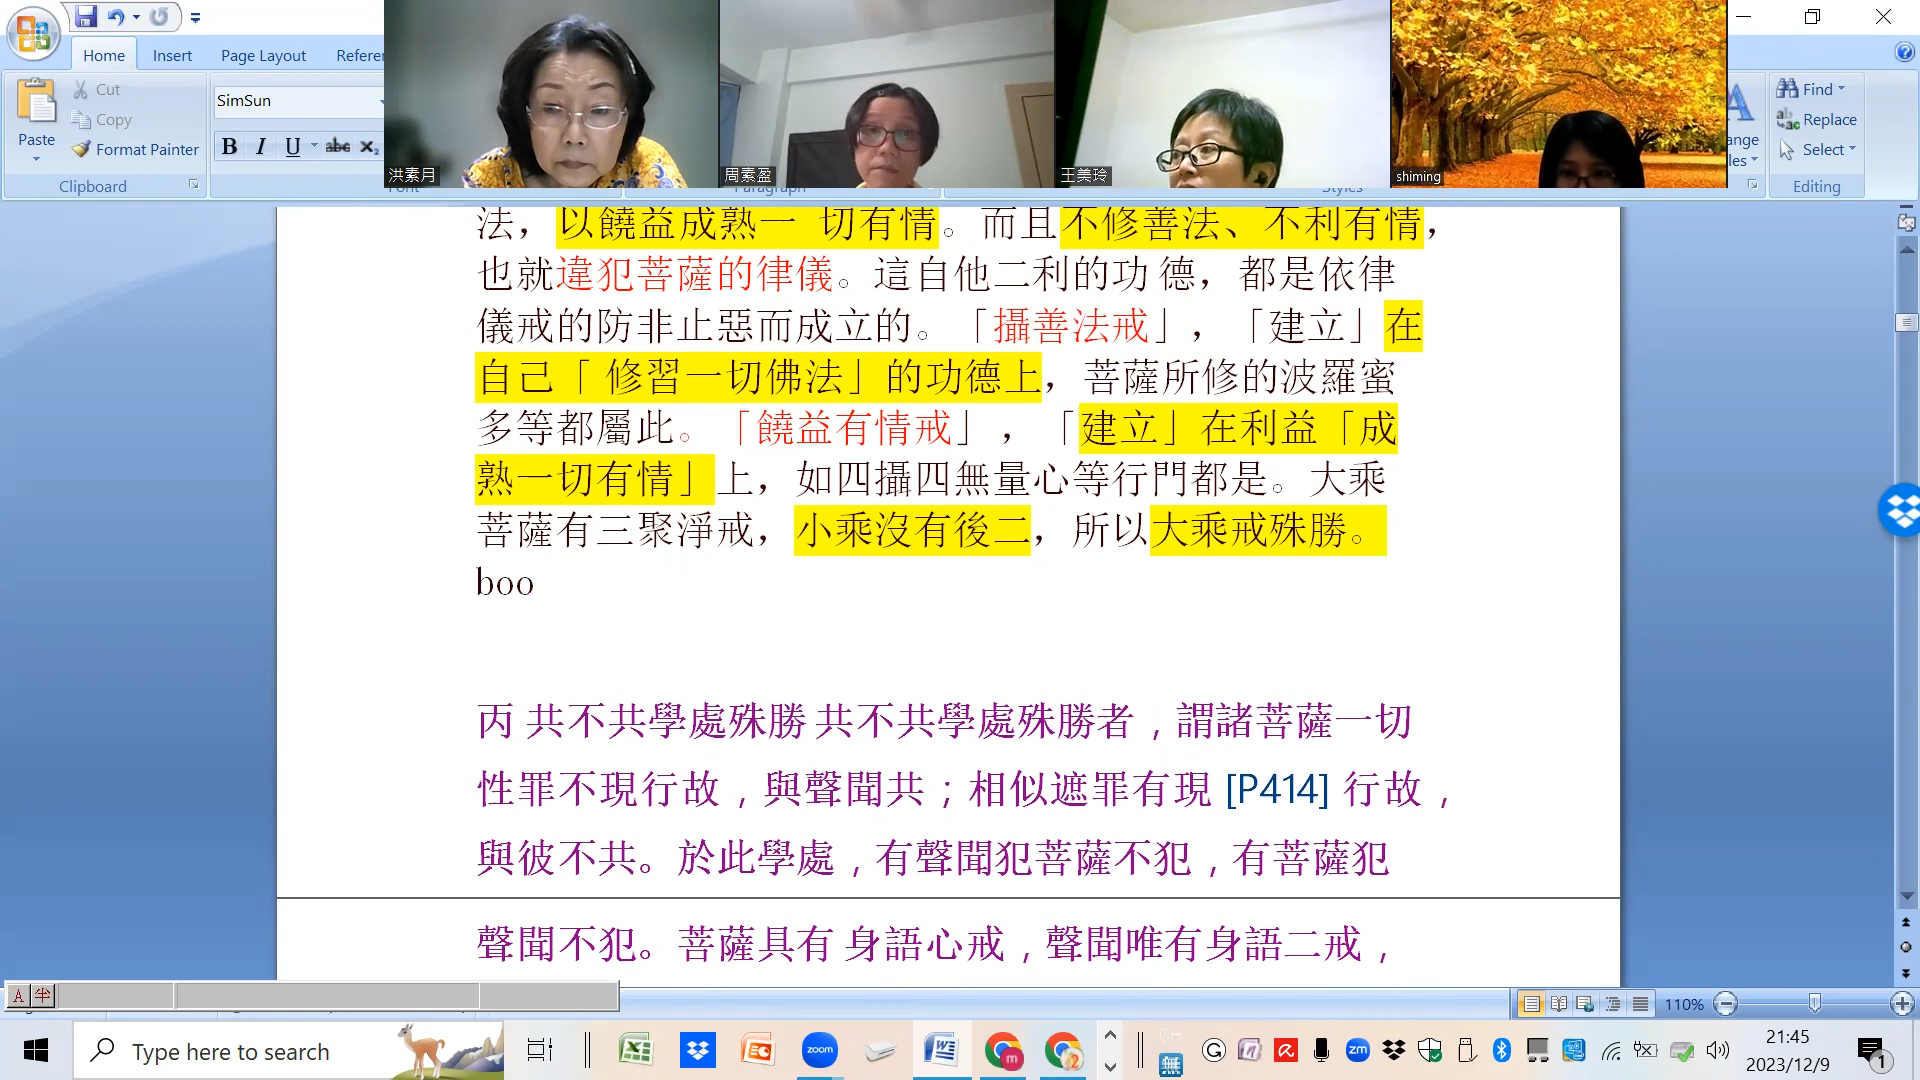 Home
Insert
Page Layout
Refere
Paste
Cut
Copy
Format Painter
Clipboard
SimSun
洪素月
周素盈
王美玲
shiming
Find
Replace
Select
Editing
法，以饒益成熟一 切有情。而且不修善法、不利有情，
也就違犯菩薩的律儀。這自他二利的功 德，都是依律
儀戒的防非止惡而成立的。「攝善法戒」，「建立」在
自己「 修習一切佛法」的功德上，菩薩所修的波羅蜜
多等都屬此。「饒益有情戒」，「建立」在利益「成
熟一切有情」上，如四攝四無量心等行門都是。大乘
菩薩有三聚淨戒，小乘沒有後二，所以大乘戒殊勝。
boo
丙 共不共學處殊勝 共不共學處殊勝者，謂諸菩薩一切
性罪不現行故，與聲聞共；相似遮罪有現 [P414] 行故，
與彼不共。於此學處，有聲聞犯菩薩不犯，有菩薩犯
聲聞不犯。菩薩具有 身語心戒，聲聞唯有身語二戒，
110%
Type here to search
21:45
2023/12/9